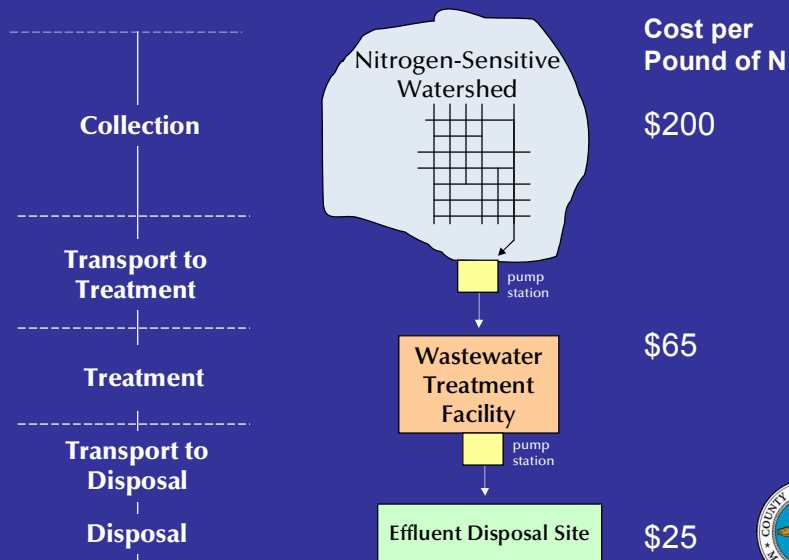 Cost per
Pound of N
Nitrogen-Sensitive
Watershed
Collection
$200
Transport to
Treatment
pump
station
$65
Wastewater
Treatment
Facility
Treatment
pump
station
Transport to
Disposal
Disposal
Effluent Disposal Site
$25
COUNTY